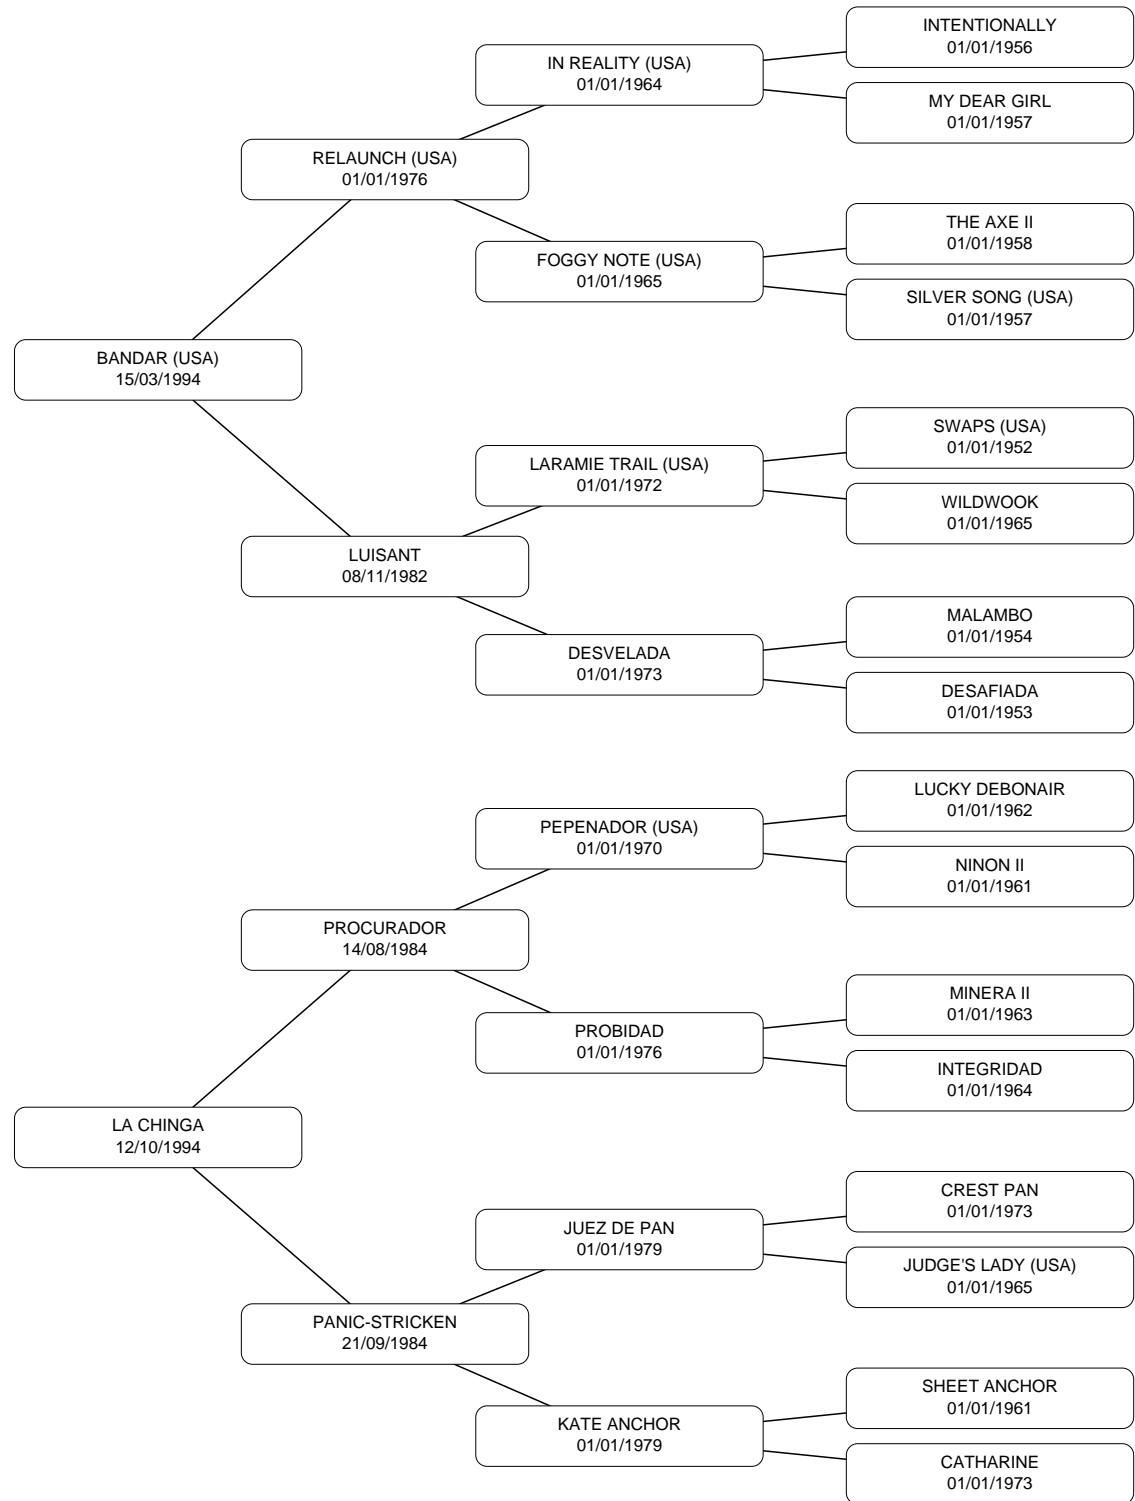 INTENTIONALLY
01/01/1956
IN REALITY (USA)
01/01/1964
MY DEAR GIRL
01/01/1957
RELAUNCH (USA)
01/01/1976
THE AXE II
01/01/1958
FOGGY NOTE (USA)
01/01/1965
SILVER SONG (USA)
01/01/1957
BANDAR (USA)
15/03/1994
SWAPS (USA)
01/01/1952
LARAMIE TRAIL (USA)
01/01/1972
WILDWOOK
01/01/1965
LUISANT
08/11/1982
MALAMBO
01/01/1954
DESVELADA
01/01/1973
DESAFIADA
01/01/1953
LUCKY DEBONAIR
01/01/1962
PEPENADOR (USA)
01/01/1970
NINON II
01/01/1961
PROCURADOR
14/08/1984
MINERA II
01/01/1963
PROBIDAD
01/01/1976
INTEGRIDAD
01/01/1964
LA CHINGA
12/10/1994
CREST PAN
01/01/1973
JUEZ DE PAN
01/01/1979
JUDGE'S LADY (USA)
01/01/1965
PANIC-STRICKEN
21/09/1984
SHEET ANCHOR
01/01/1961
KATE ANCHOR
01/01/1979
CATHARINE
01/01/1973